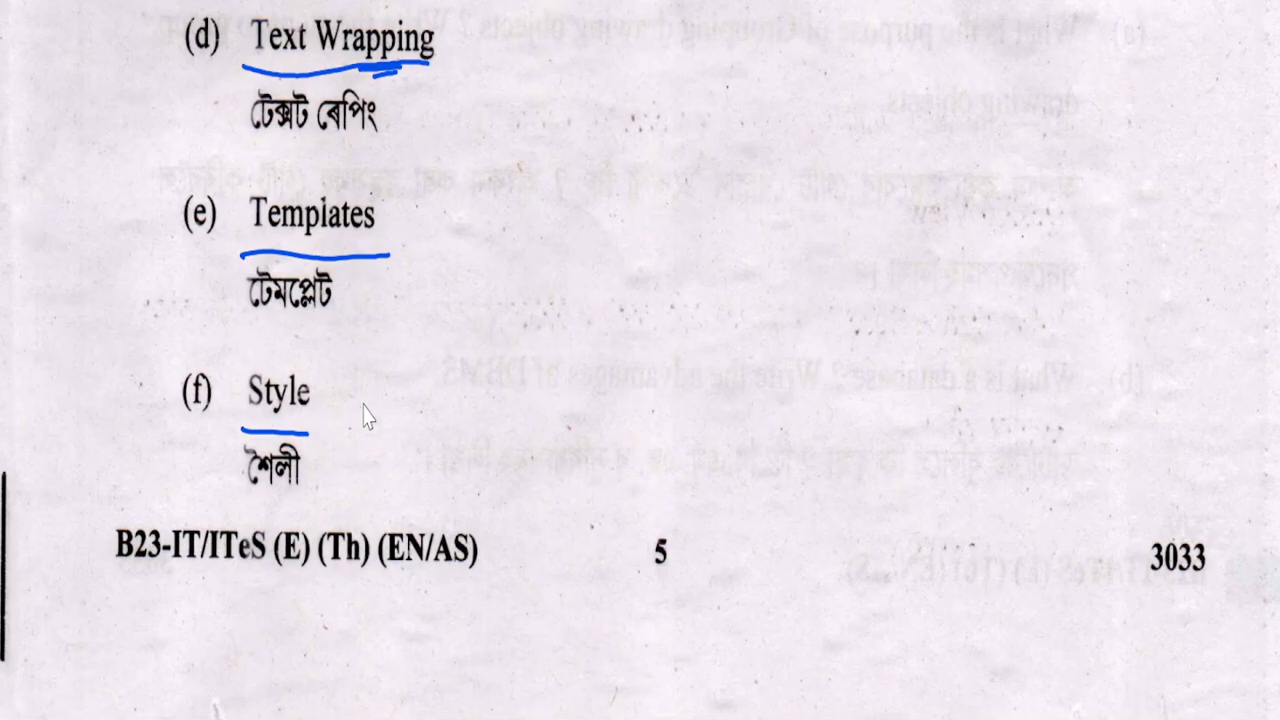 (d) Text Wrapping
টেক্সট ৰেপিং
(e) Templates
টেমপ্লেট
(f) Style
শৈলী
B23-IT/ITeS (E) (Th) (EN/AS) 5 3033